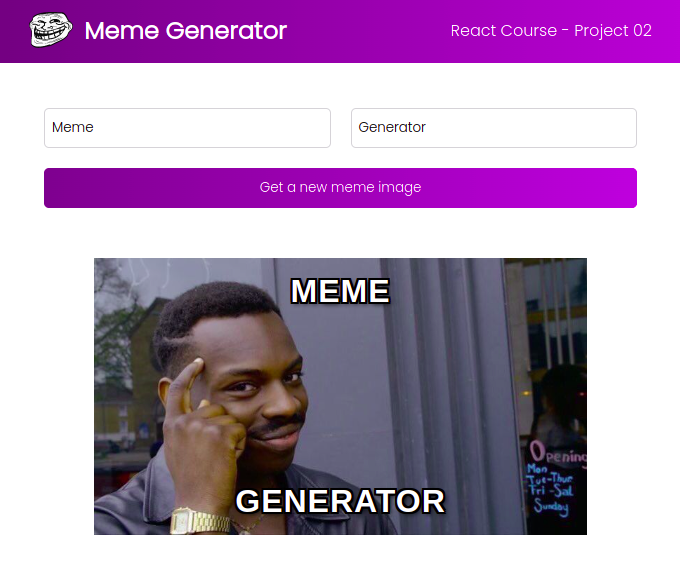 Meme Generator
React Course - Project 02
Meme
Generator
Get a new meme image
MEME
Opening
Mon
Tue-Thur
Fri-Sat
Sunday
GENERATOR